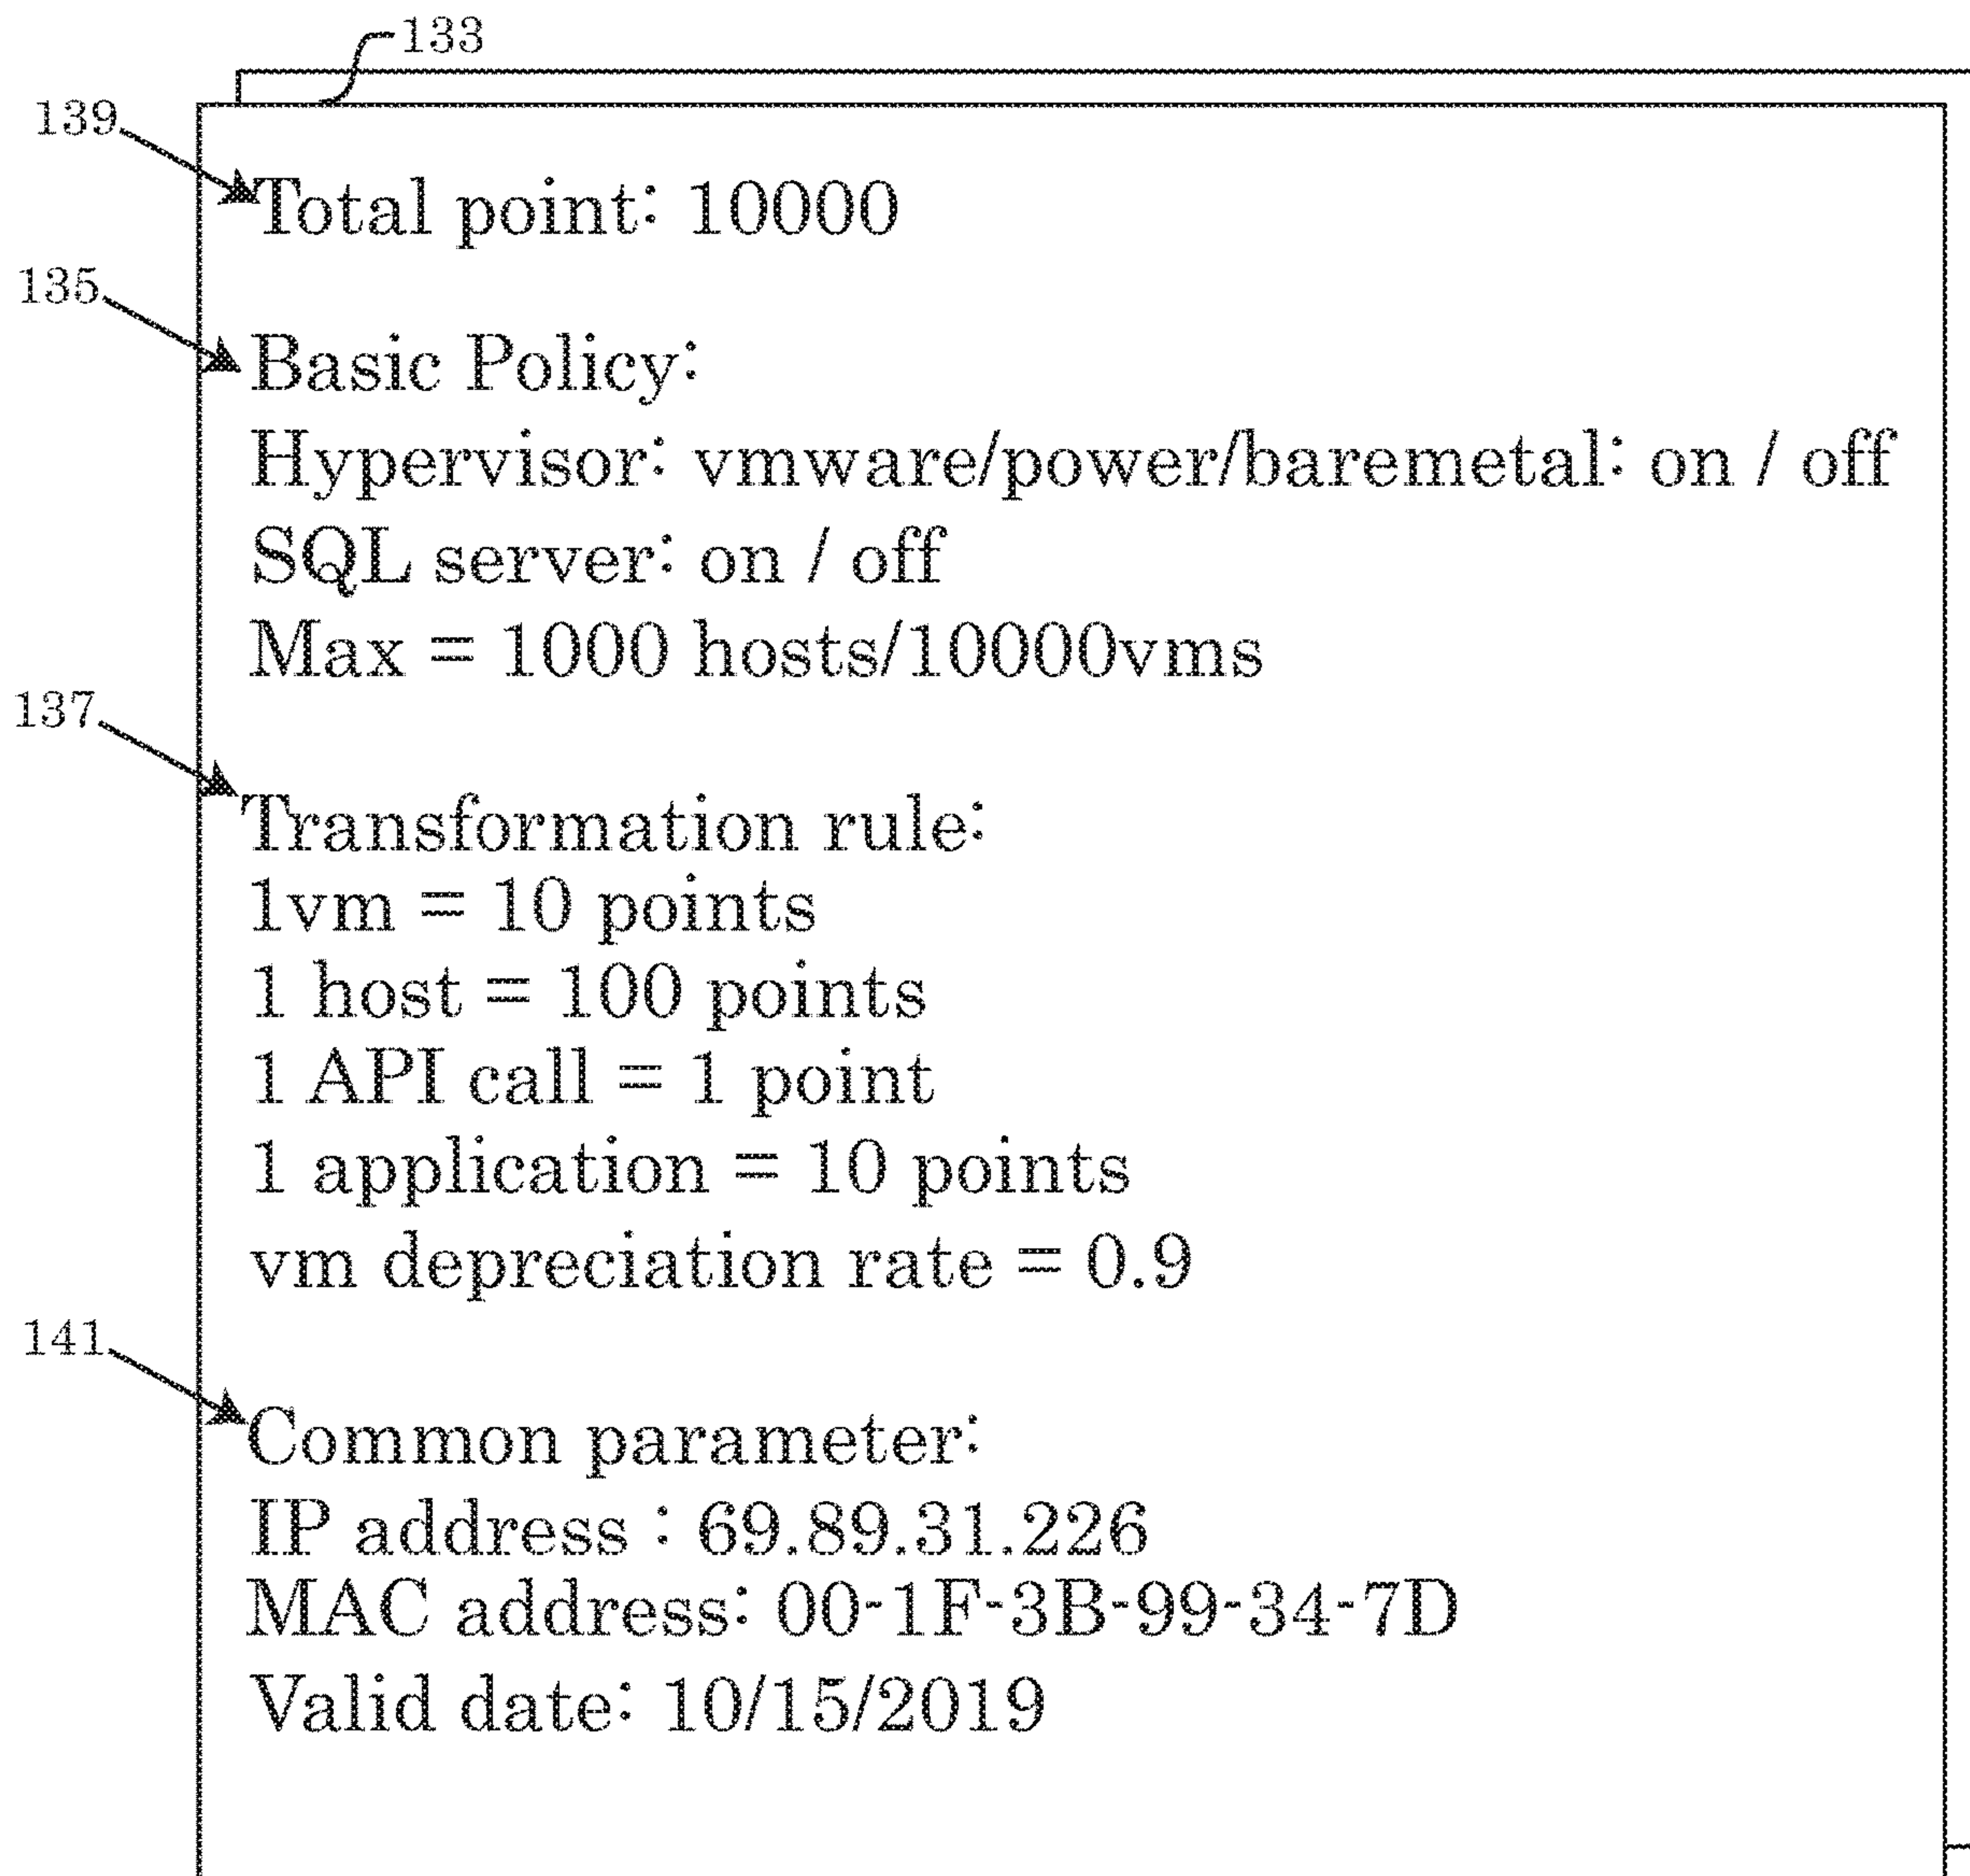 133
139
Total point: 10000
135
Basic Policy:
Hypervisor: vmware/power/baremetal: on / off
SQL server: on / off
Max = 1000 hosts/10000vms
137
Transformation rule:
1vm = 10 points
1 host = 100 points
1 API call = 1 point
1 application = 10 points
vm depreciation rate = 0.9
141
Common parameter:
IP address : 69.89.31.226
MAC address: 00-1F-3B-99-34-7D
Valid date: 10/15/2019